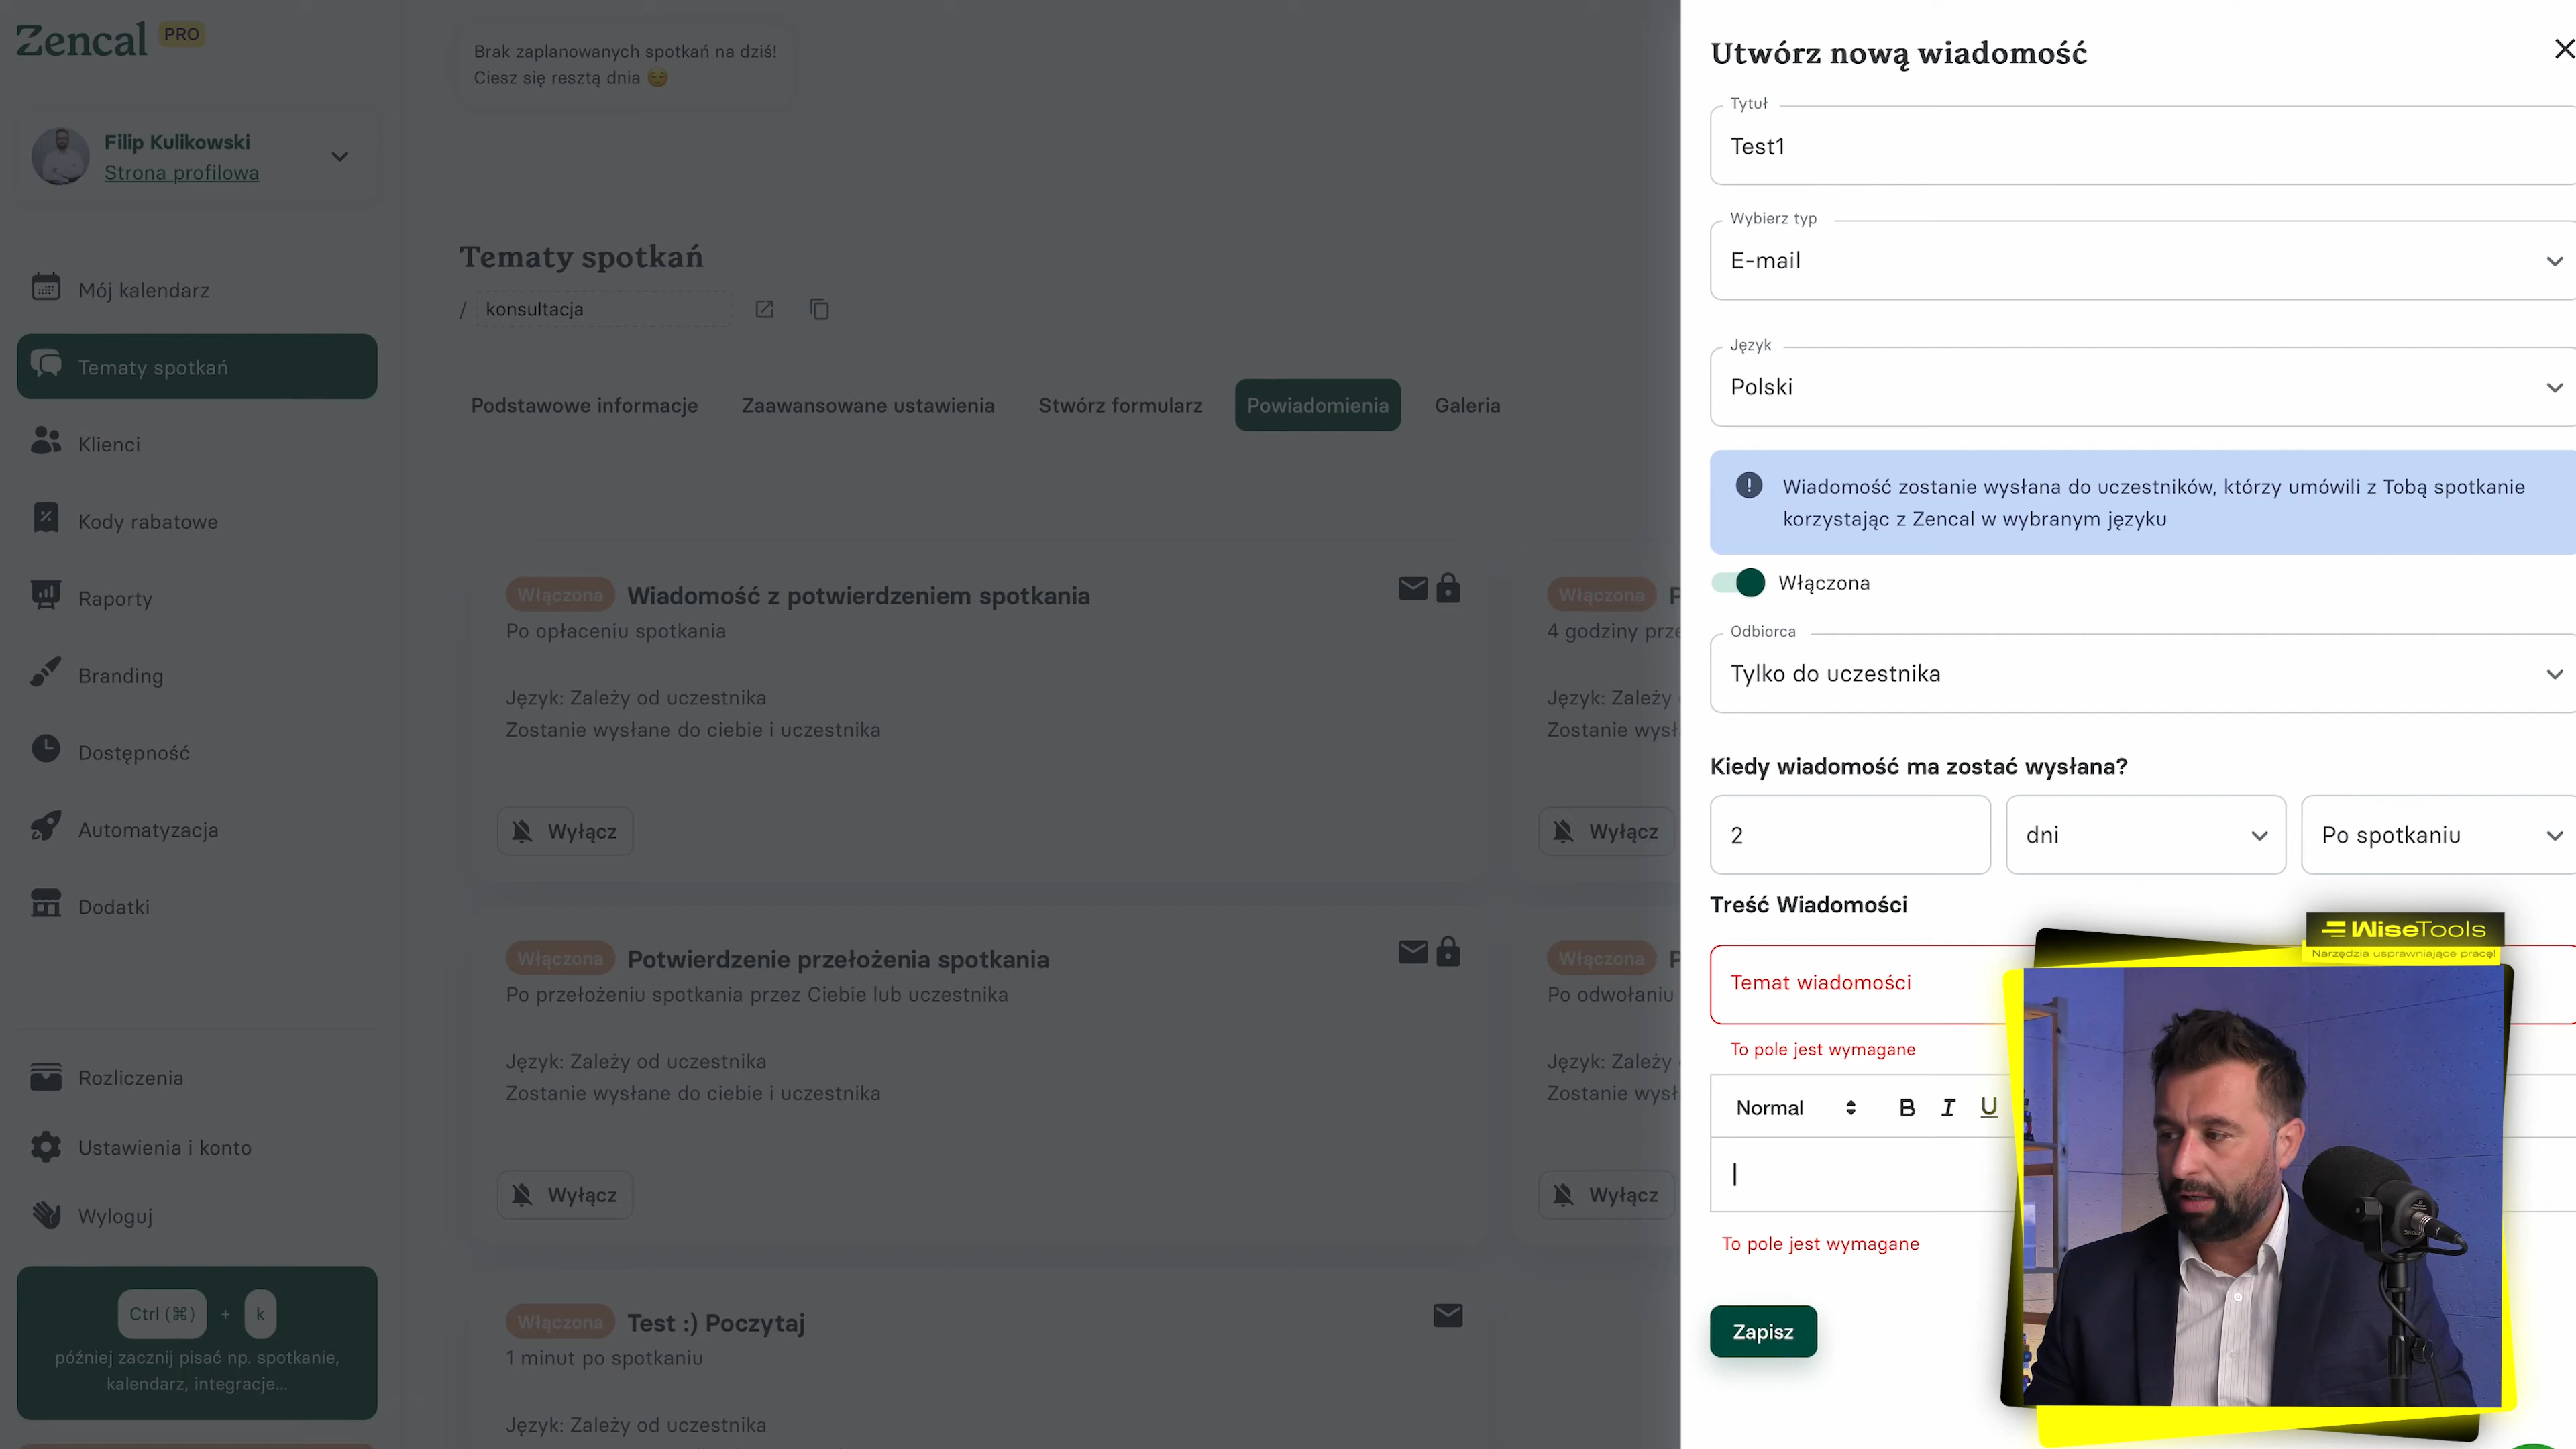 Zencal PRO
Filip Kulikowski
Strona profilowa
Mój kalendarz
Tematy spotkań
Klienci
Kody rabatowe
Raporty
Branding
Dostępność
Automatyzacja
Dodatki
Rozliczenia
Ustawienia i konto
Wyloguj
Ctrl (⌘) + k
później zacznij pisać np. spotkanie,
kalendarz, integracje...
Brak zaplanowanych spotkań na dziś!
Ciesz się resztą dnia 😌
Tematy spotkań
/ konsultacja
Podstawowe informacje Zaawansowane ustawienia Stwórz formularz Powiadomienia Galeria
Włączona Wiadomość z potwierdzeniem spotkania
Po opłaceniu spotkania
Język: Zależy od uczestnika
Zostanie wysłane do ciebie i uczestnika
Wyłącz
Włączona P
4 godziny prze
Język: Zależy
Zostanie wysł
Wyłącz
Włączona Potwierdzenie przełożenia spotkania
Po przełożeniu spotkania przez Ciebie lub uczestnika
Język: Zależy od uczestnika
Zostanie wysłane do ciebie i uczestnika
Wyłącz
Włączona P
Po odwołaniu
Język: Zależy
Zostanie wysł
Wyłącz
Włączona Test :) Poczytaj
1 minut po spotkaniu
Język: Zależy od uczestnika
Utwórz nową wiadomość
Tytuł
Test1
Wybierz typ
E-mail
Język
Polski
Wiadomość zostanie wysłana do uczestników, którzy umówili z Tobą spotkanie
korzystając z Zencal w wybranym języku
Włączona
Odbiorca
Tylko do uczestnika
Kiedy wiadomość ma zostać wysłana?
2 dni Po spotkaniu
Treść Wiadomości
Temat wiadomości
To pole jest wymagane
Normal B I U
To pole jest wymagane
Zapisz
WiseTools
Narzędzia usprawniające pracę!